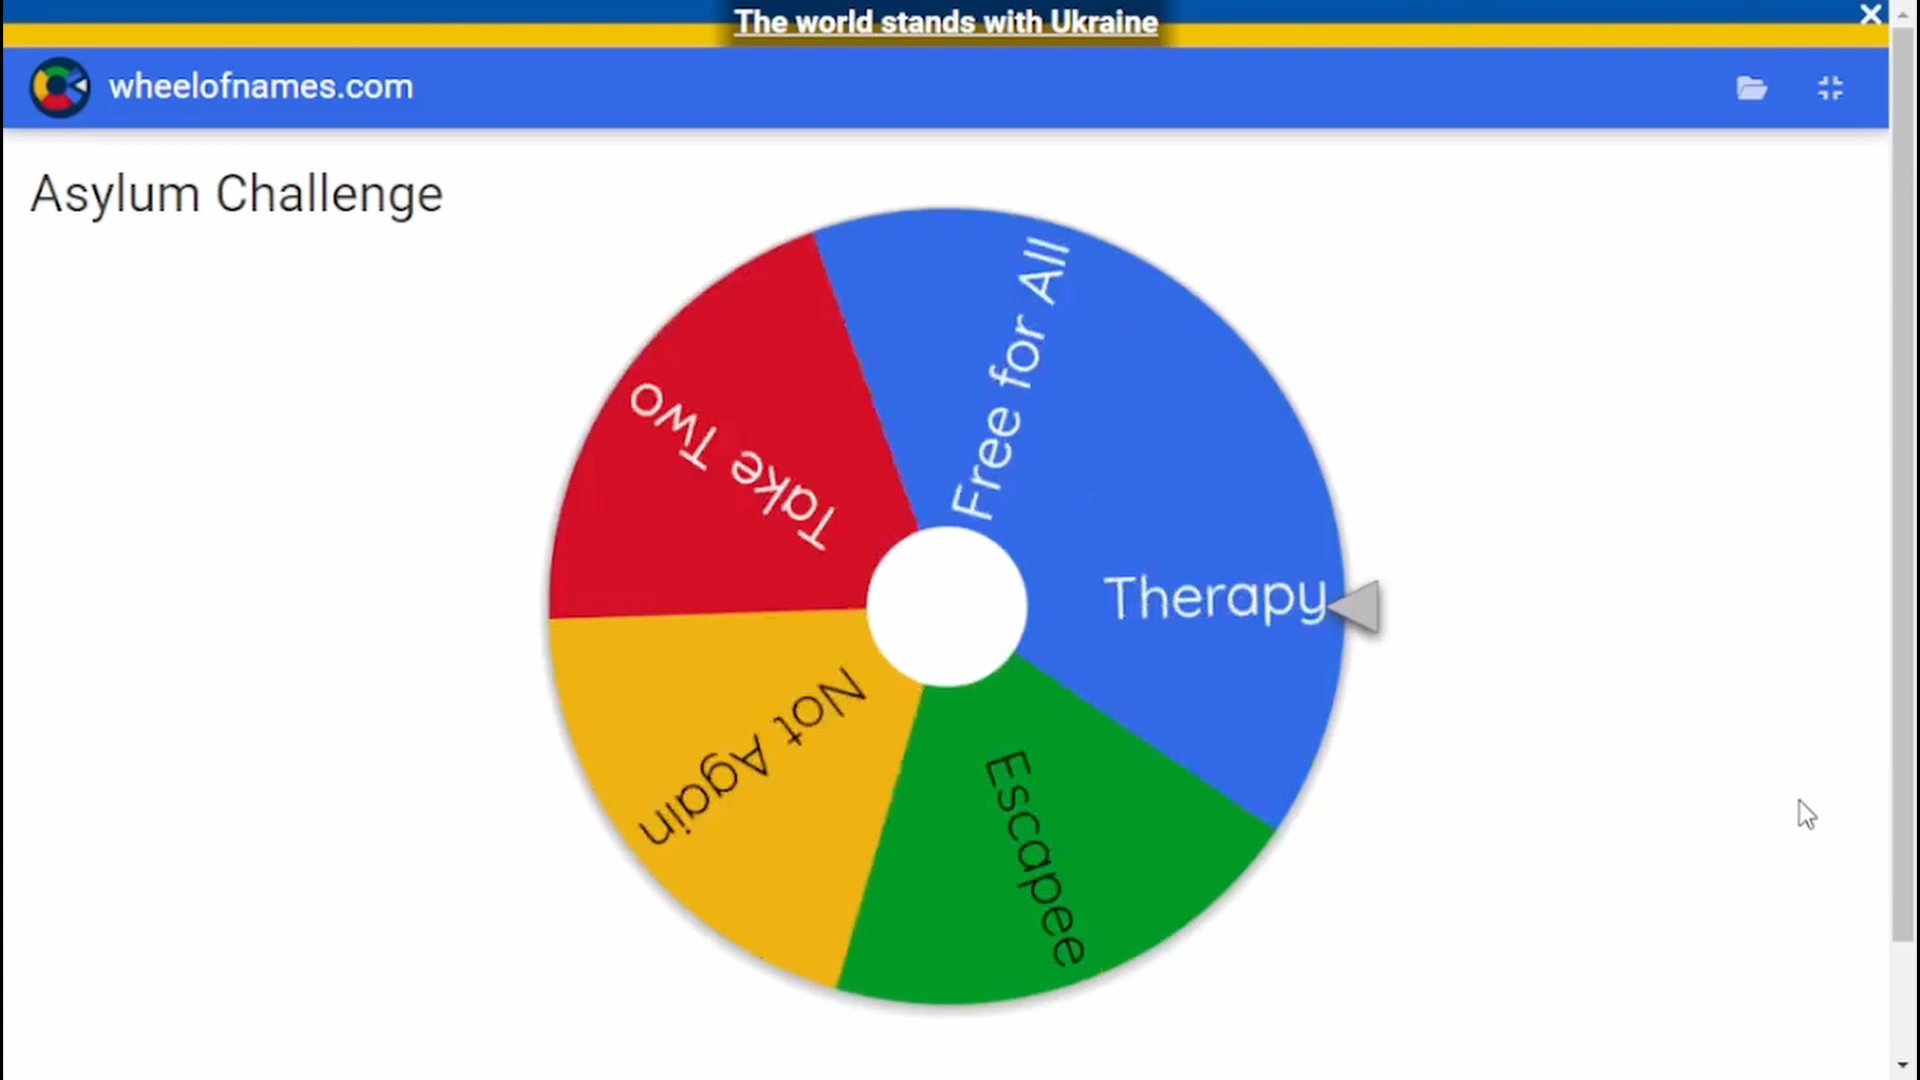 The world stands with Ukraine
wheelofnames.com
Asylum Challenge
Free for All
Take Two
Therapy
Not Again
Escapee